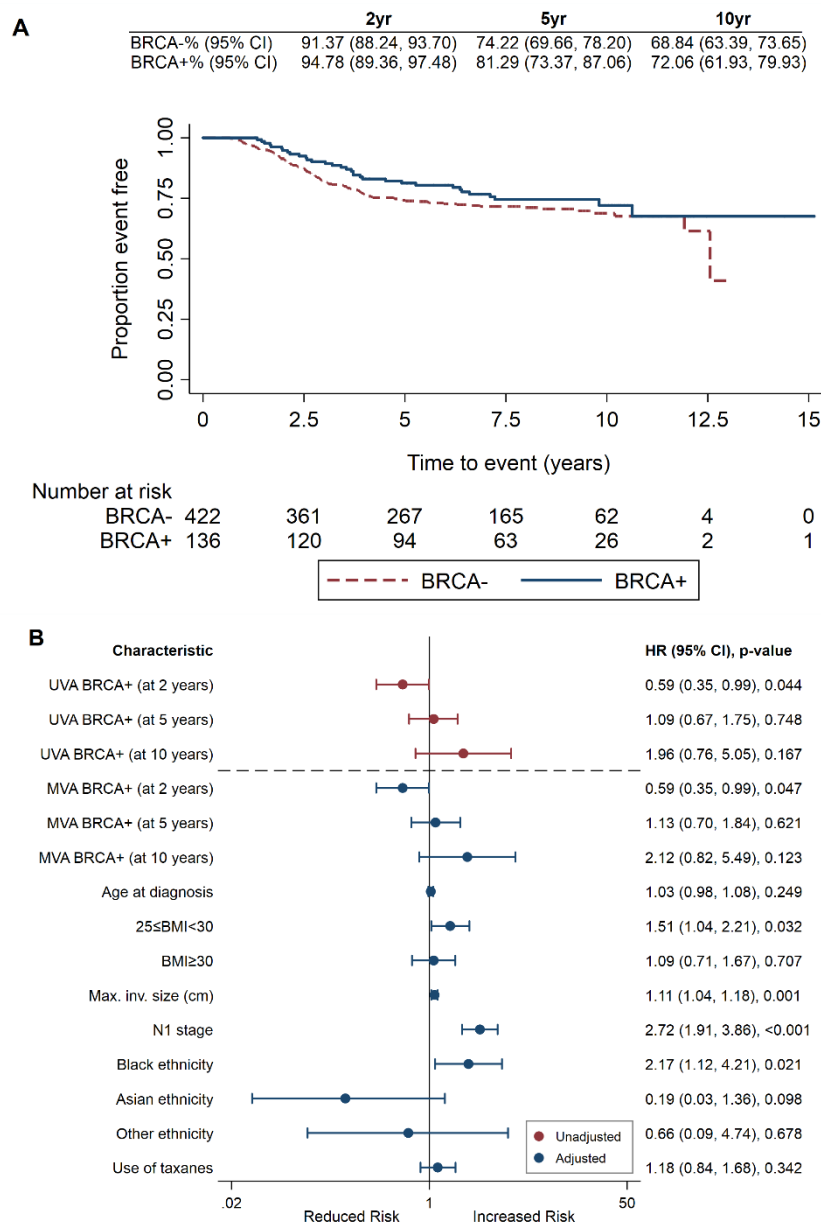 A
2yr 5yr 10yr
BRCA-% (95% CI) 91.37 (88.24, 93.70) 74.22 (69.66, 78.20) 68.84 (63.39, 73.65)
BRCA+% (95% CI) 94.78 (89.36, 97.48) 81.29 (73.37, 87.06) 72.06 (61.93, 79.93)
Proportion event free
1.00
0.75
0.50
0.25
0.00
0 2.5 5 7.5 10 12.5 15
Time to event (years)
Number at risk
BRCA- 422 361 267 165 62 4 0
BRCA+ 136 120 94 63 26 2 1
BRCA- BRCA+
B
Characteristic HR (95% CI), p-value
UVA BRCA+ (at 2 years) 0.59 (0.35, 0.99), 0.044
UVA BRCA+ (at 5 years) 1.09 (0.67, 1.75), 0.748
UVA BRCA+ (at 10 years) 1.96 (0.76, 5.05), 0.167
MVA BRCA+ (at 2 years) 0.59 (0.35, 0.99), 0.047
MVA BRCA+ (at 5 years) 1.13 (0.70, 1.84), 0.621
MVA BRCA+ (at 10 years) 2.12 (0.82, 5.49), 0.123
Age at diagnosis 1.03 (0.98, 1.08), 0.249
25≤BMI<30 1.51 (1.04, 2.21), 0.032
BMI≥30 1.09 (0.71, 1.67), 0.707
Max. inv. size (cm) 1.11 (1.04, 1.18), 0.001
N1 stage 2.72 (1.91, 3.86), <0.001
Black ethnicity 2.17 (1.12, 4.21), 0.021
Asian ethnicity 0.19 (0.03, 1.36), 0.098
Other ethnicity 0.66 (0.09, 4.74), 0.678
Use of taxanes 1.18 (0.84, 1.68), 0.342
Unadjusted
Adjusted
.02 1 50
Reduced Risk Increased Risk